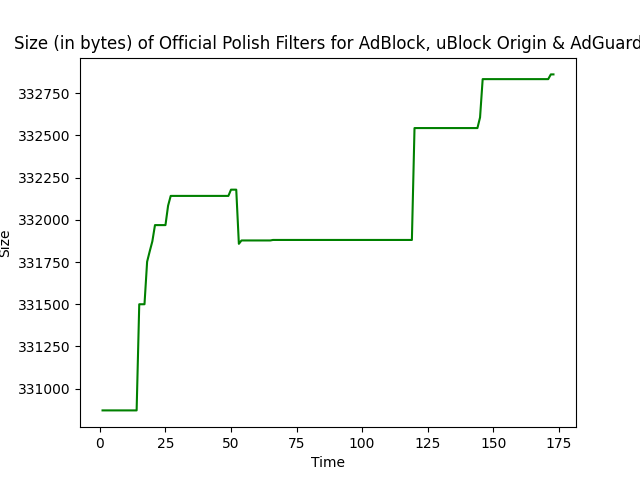 Size (in bytes) of Official Polish Filters for AdBlock, uBlock Origin & AdGuard
332750
332500
332250
332000
331750
331500
331250
331000
Size
0 25 50 75 100 125 150 175
Time